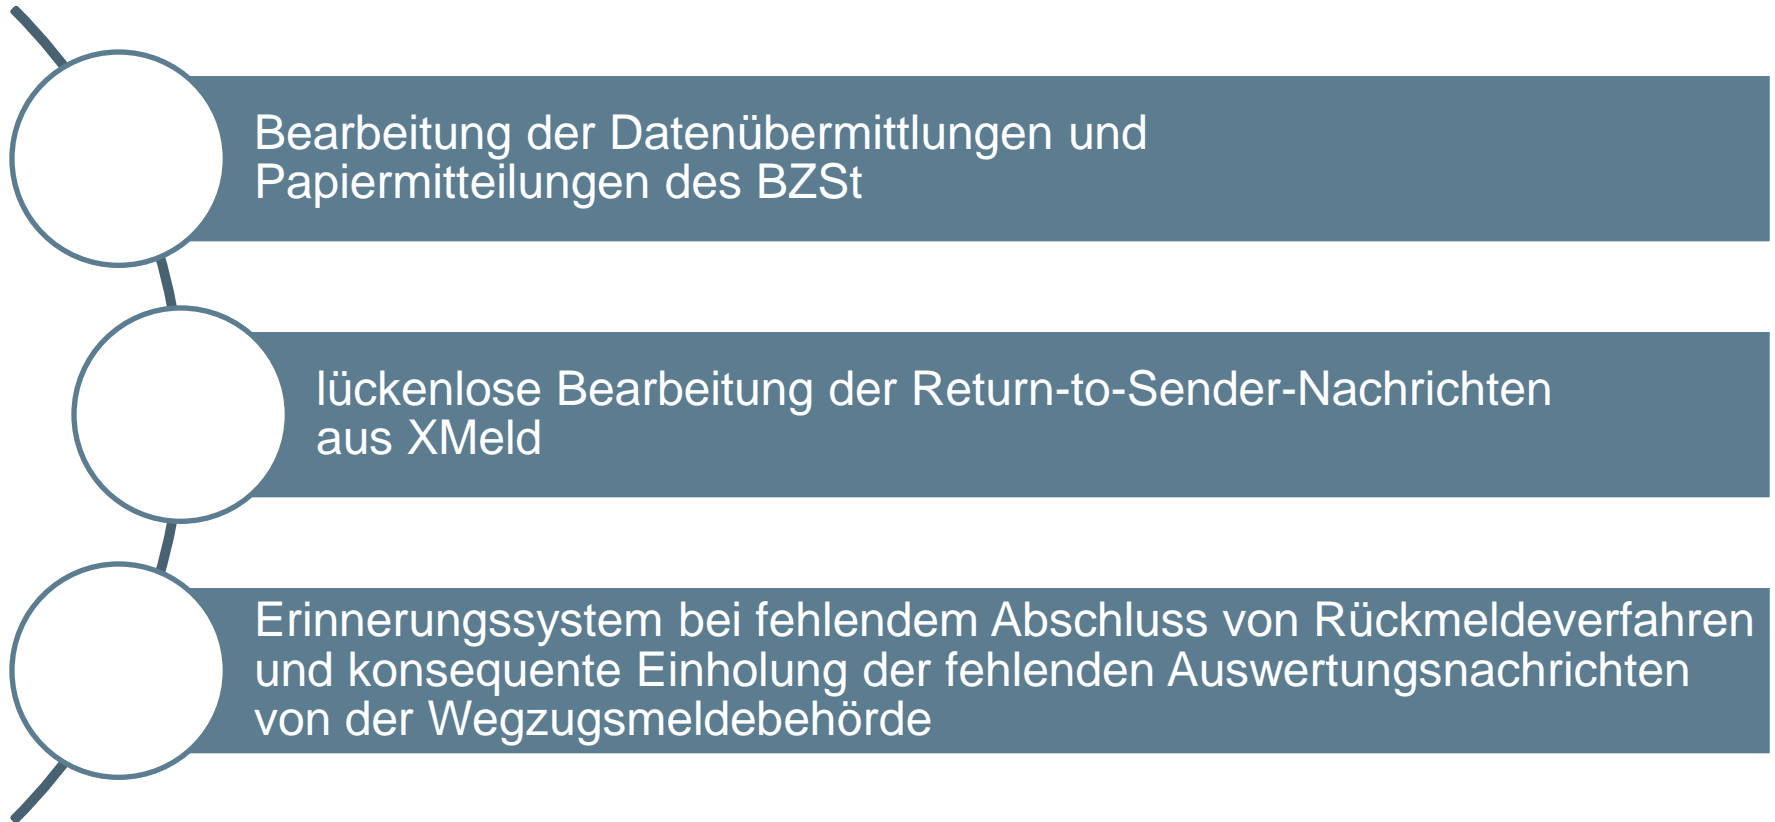 Bearbeitung der Datenübermittlungen und
Papiermitteilungen des BZSt
lückenlose Bearbeitung der Return-to-Sender-Nachrichten
aus XMeld
Erinnerungssystem bei fehlendem Abschluss von Rückmeldeverfahren
und konsequente Einholung der fehlenden Auswertungsnachrichten
von der Wegzugsmeldebehörde